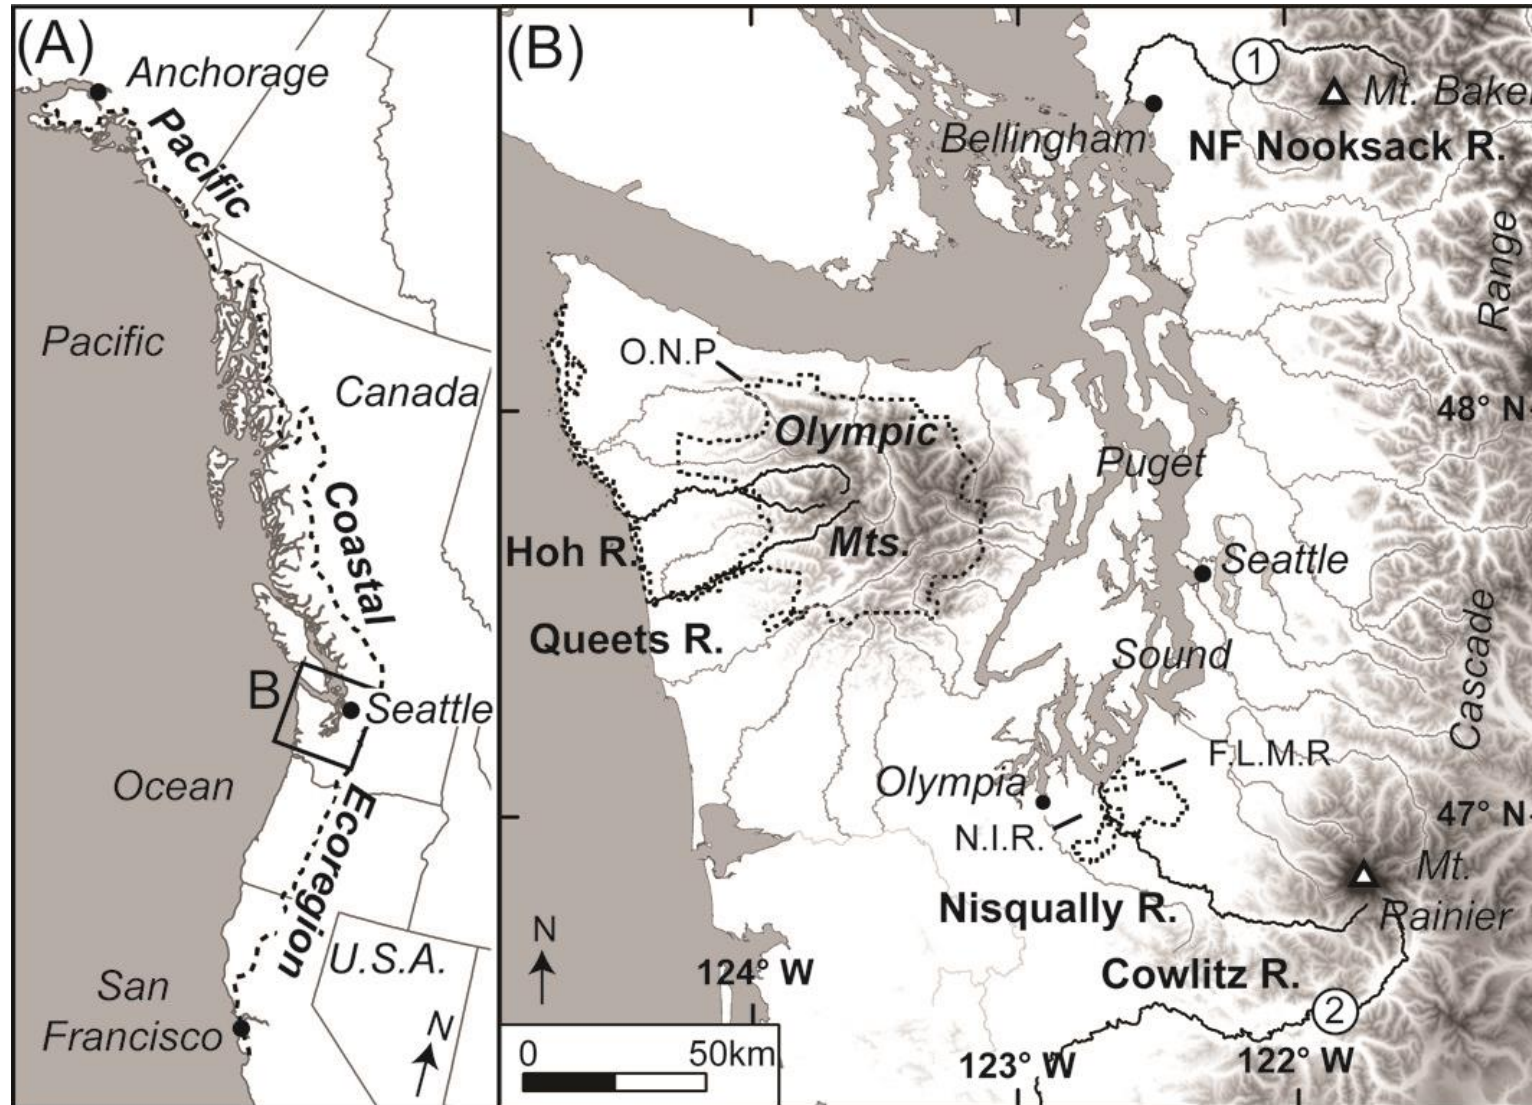 (A)
Anchorage
Pacific
Pacific
Canada
Coastal
B
Seattle
Ocean
Ecoregion
U.S.A.
San
Francisco
N
(B)
1
Mt. Baker
Bellingham
NF Nooksack R.
Range
O.N.P
48° N
Olympic
Puget
Mts.
Hoh R.
Seattle
Queets R.
Sound
Cascade
F.L.M.R
Olympia
47° N
N.I.R.
Mt.
Rainier
Nisqually R.
N
124° W
Cowlitz R.
2
0 50km
123° W
122° W